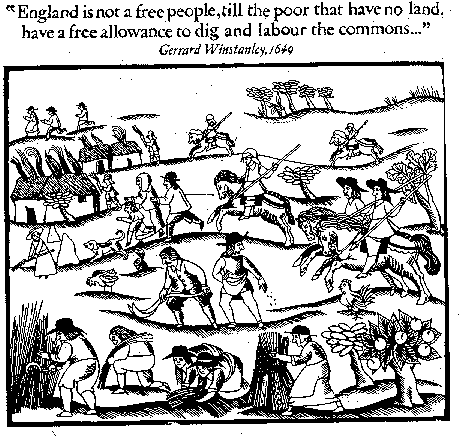 "England is not a free people, till the poor that have no land,
have a free allowance to dig and labour the commons..."
Gerrard Winstanley, 1649